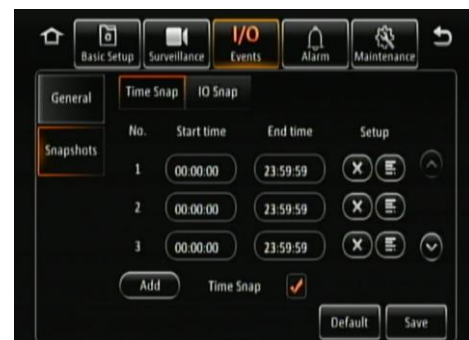 Basic Setup
Surveillance
I/O
Events
Alarm
Maintenance
General
Snapshots
Time Snap
IO Snap
No. Start time End time Setup
1 00:00:00 23:59:59
2 00:00:00 23:59:59
3 00:00:00 23:59:59
Add Time Snap
Default Save